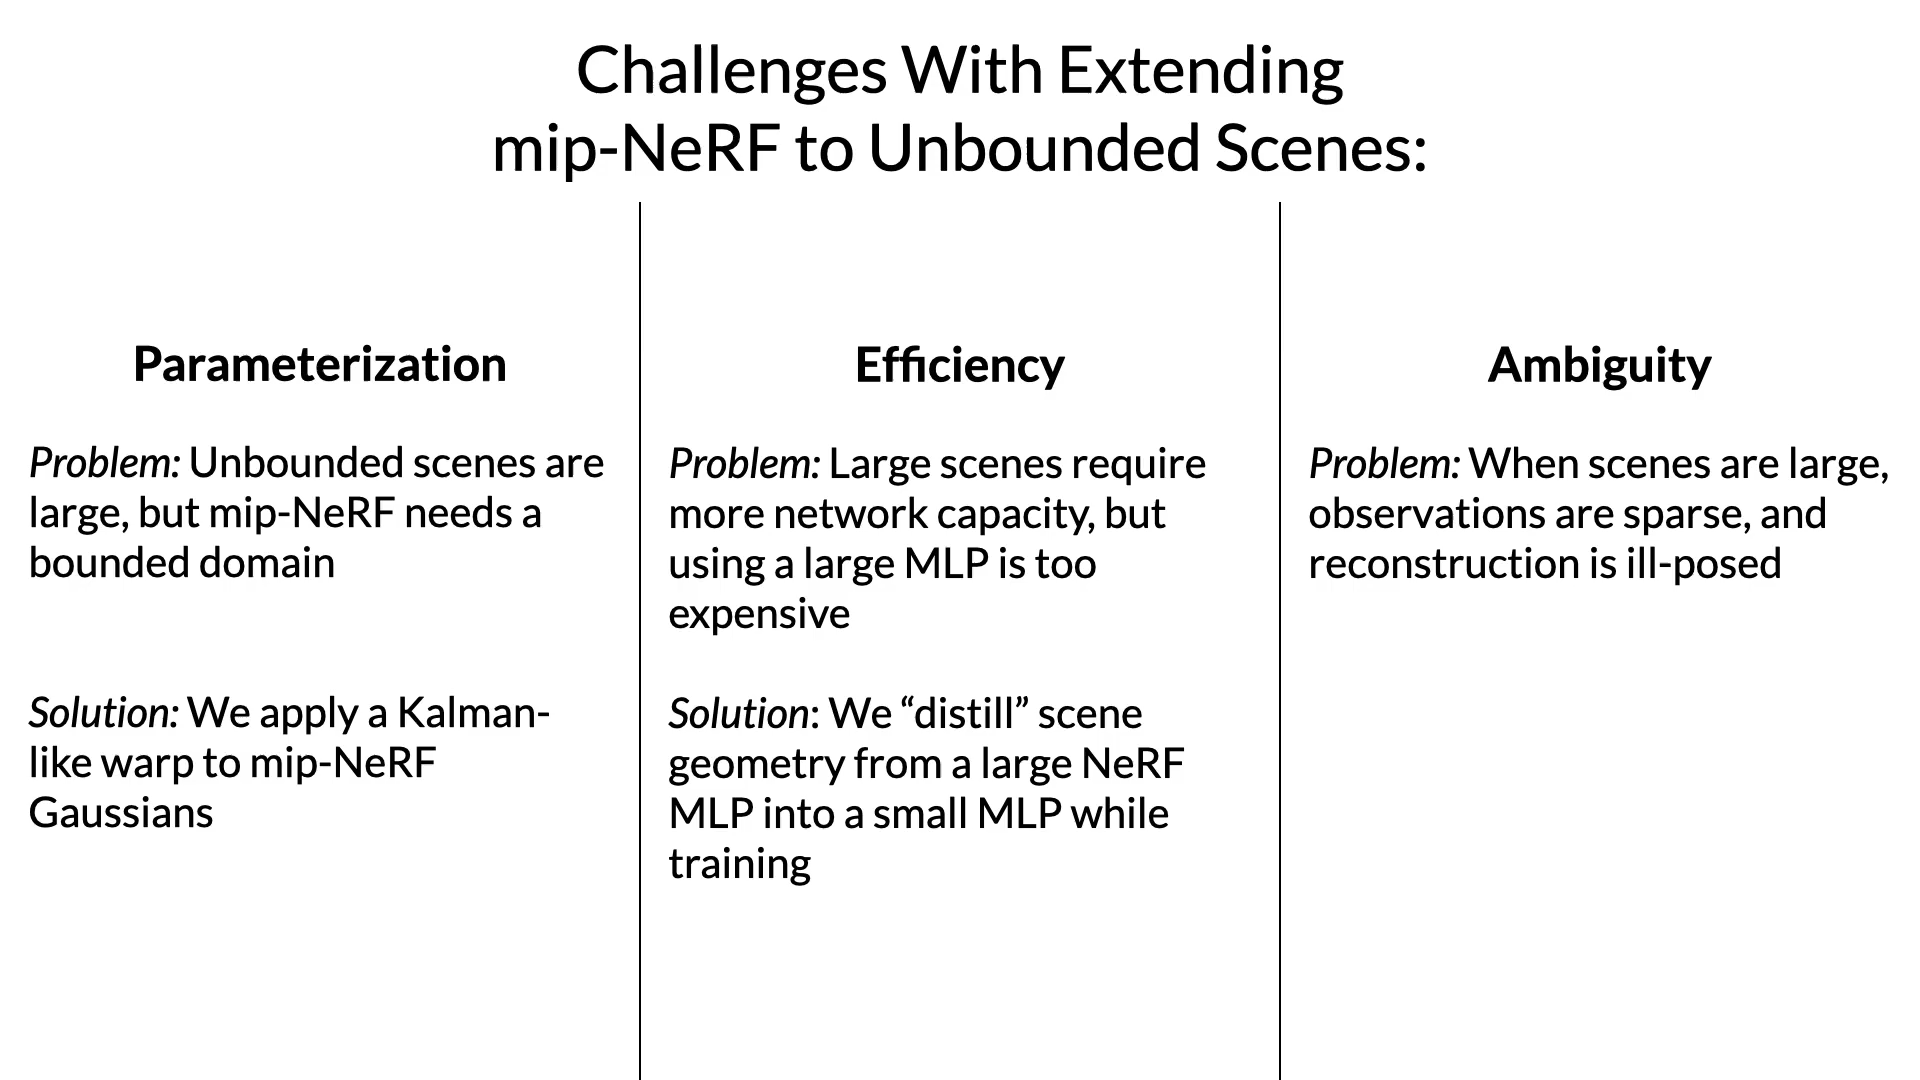 Challenges With Extending
mip-NeRF to Unbounded Scenes:
Parameterization
Problem: Unbounded scenes are
large, but mip-NeRF needs a
bounded domain
Solution: We apply a Kalman-
like warp to mip-NeRF
Gaussians
Efficiency
Problem: Large scenes require
more network capacity, but
using a large MLP is too
expensive
Solution: We “distill” scene
geometry from a large NeRF
MLP into a small MLP while
training
Ambiguity
Problem: When scenes are large,
observations are sparse, and
reconstruction is ill-posed